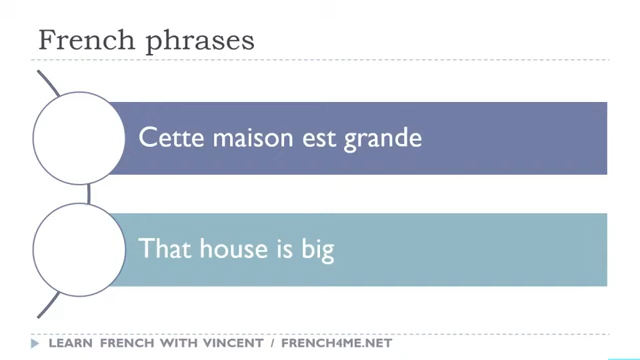 French phrases
Cette maison est grande
That house is big
LEARN FRENCH WITH VINCENT / FRENCH4ME.NET